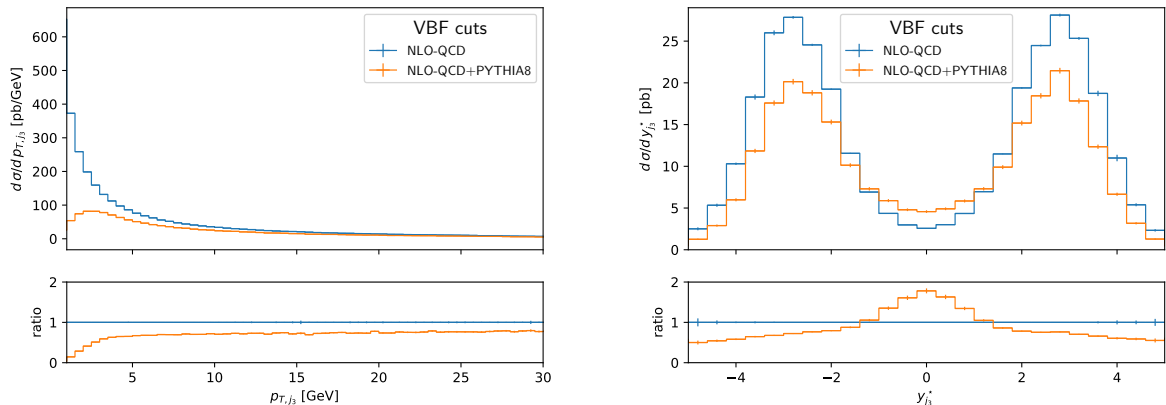 VBF cuts
NLO-QCD
NLO-QCD+PYTHIA8
dσ/dp_{T,j_3} [pb/GeV]
600
500
400
300
200
100
0
ratio
2
1
0
5
10
15
20
25
30
p_{T,j_3} [GeV]
VBF cuts
NLO-QCD
NLO-QCD+PYTHIA8
dσ/dy^⋆_{j_3} [pb]
25
20
15
10
5
0
ratio
2
1
0
−4
−2
0
2
4
y^⋆_{j_3}